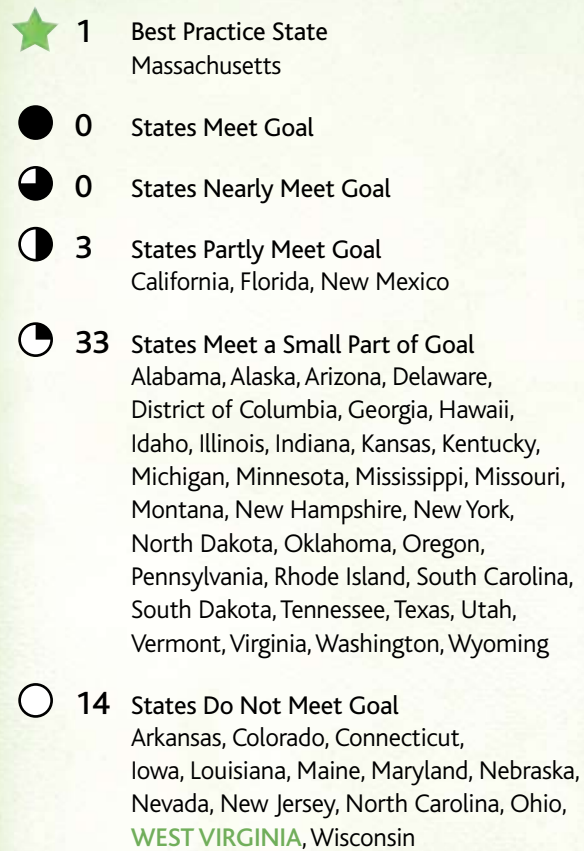 1 Best Practice State
Massachusetts
0 States Meet Goal
0 States Nearly Meet Goal
3 States Partly Meet Goal
California, Florida, New Mexico
33 States Meet a Small Part of Goal
Alabama, Alaska, Arizona, Delaware,
District of Columbia, Georgia, Hawaii,
Idaho, Illinois, Indiana, Kansas, Kentucky,
Michigan, Minnesota, Mississippi, Missouri,
Montana, New Hampshire, New York,
North Dakota, Oklahoma, Oregon,
Pennsylvania, Rhode Island, South Carolina,
South Dakota, Tennessee, Texas, Utah,
Vermont, Virginia, Washington, Wyoming
14 States Do Not Meet Goal
Arkansas, Colorado, Connecticut,
Iowa, Louisiana, Maine, Maryland, Nebraska,
Nevada, New Jersey, North Carolina, Ohio,
WEST VIRGINIA, Wisconsin